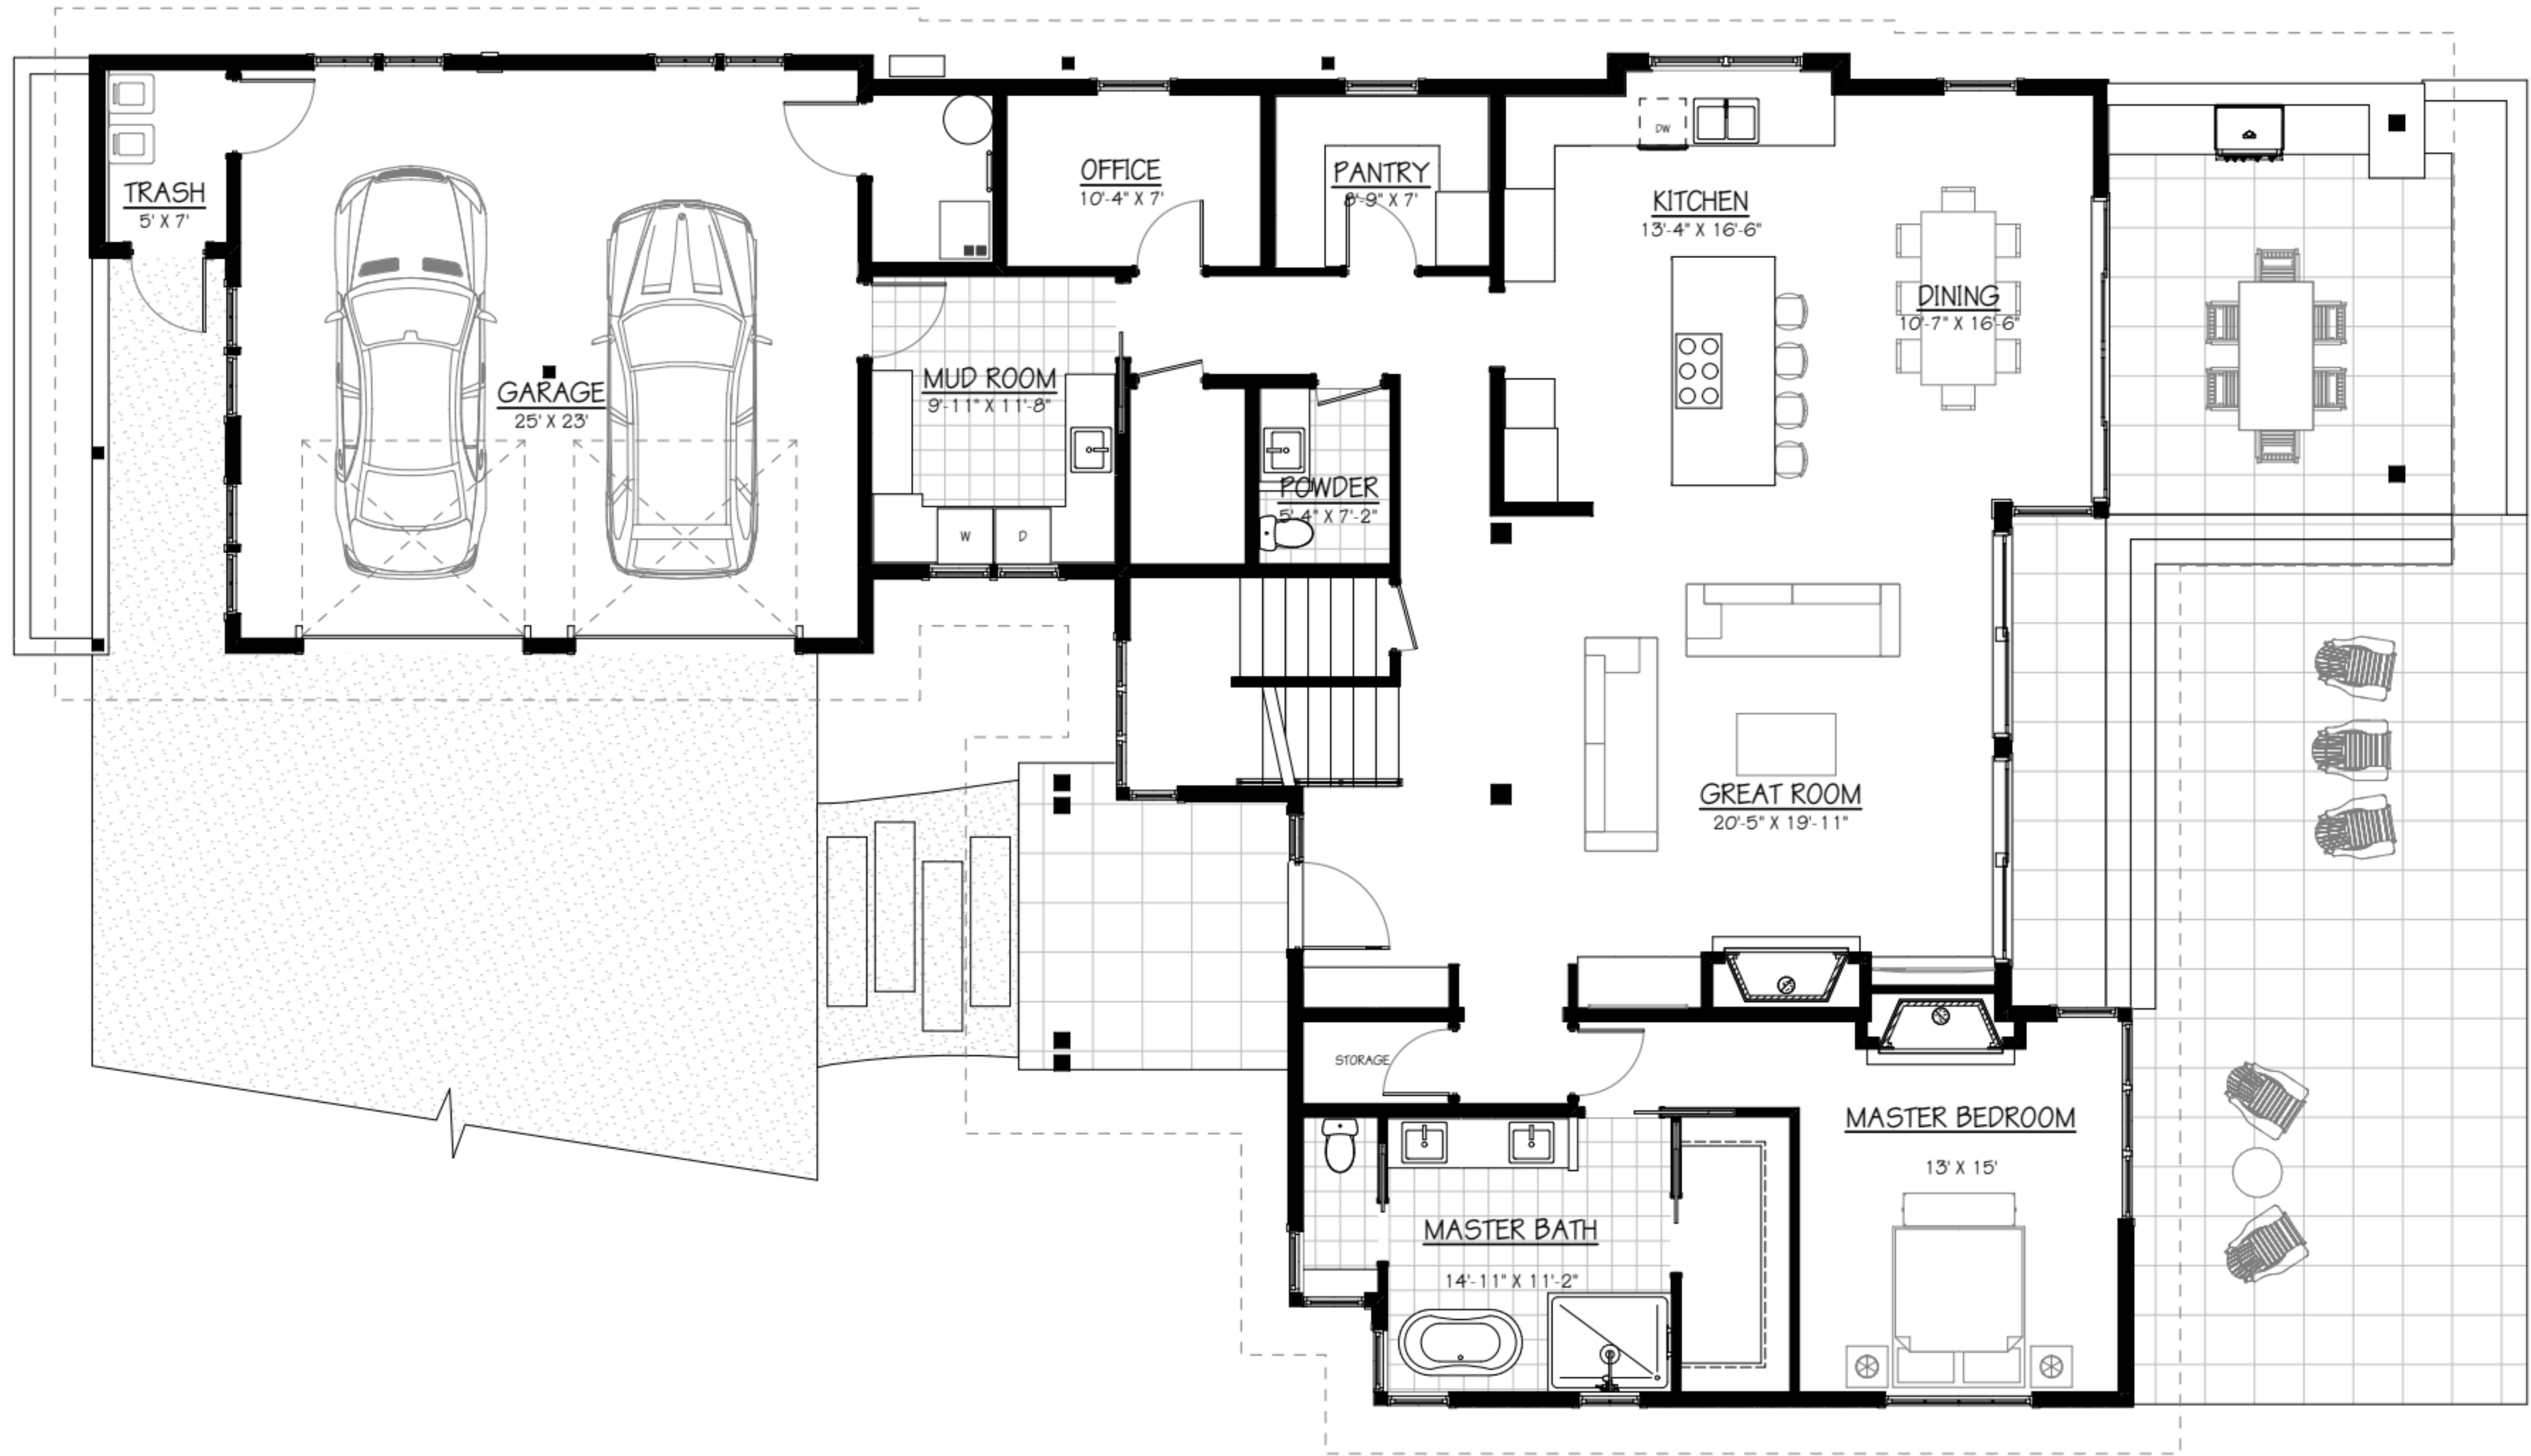 TRASH
5' X 7'
GARAGE
25' X 23'
OFFICE
10'-4" X 7'
PANTRY
8'-9" X 7'
DW
KITCHEN
13'-4" X 16'-6"
DINING
10'-7" X 16'-6"
MUD ROOM
9'-11" X 11'-8"
W
D
POWDER
5'-4" X 7'-2"
GREAT ROOM
20'-5" X 19'-11"
STORAGE
MASTER BEDROOM
13' X 15'
MASTER BATH
14'-11" X 11'-2"